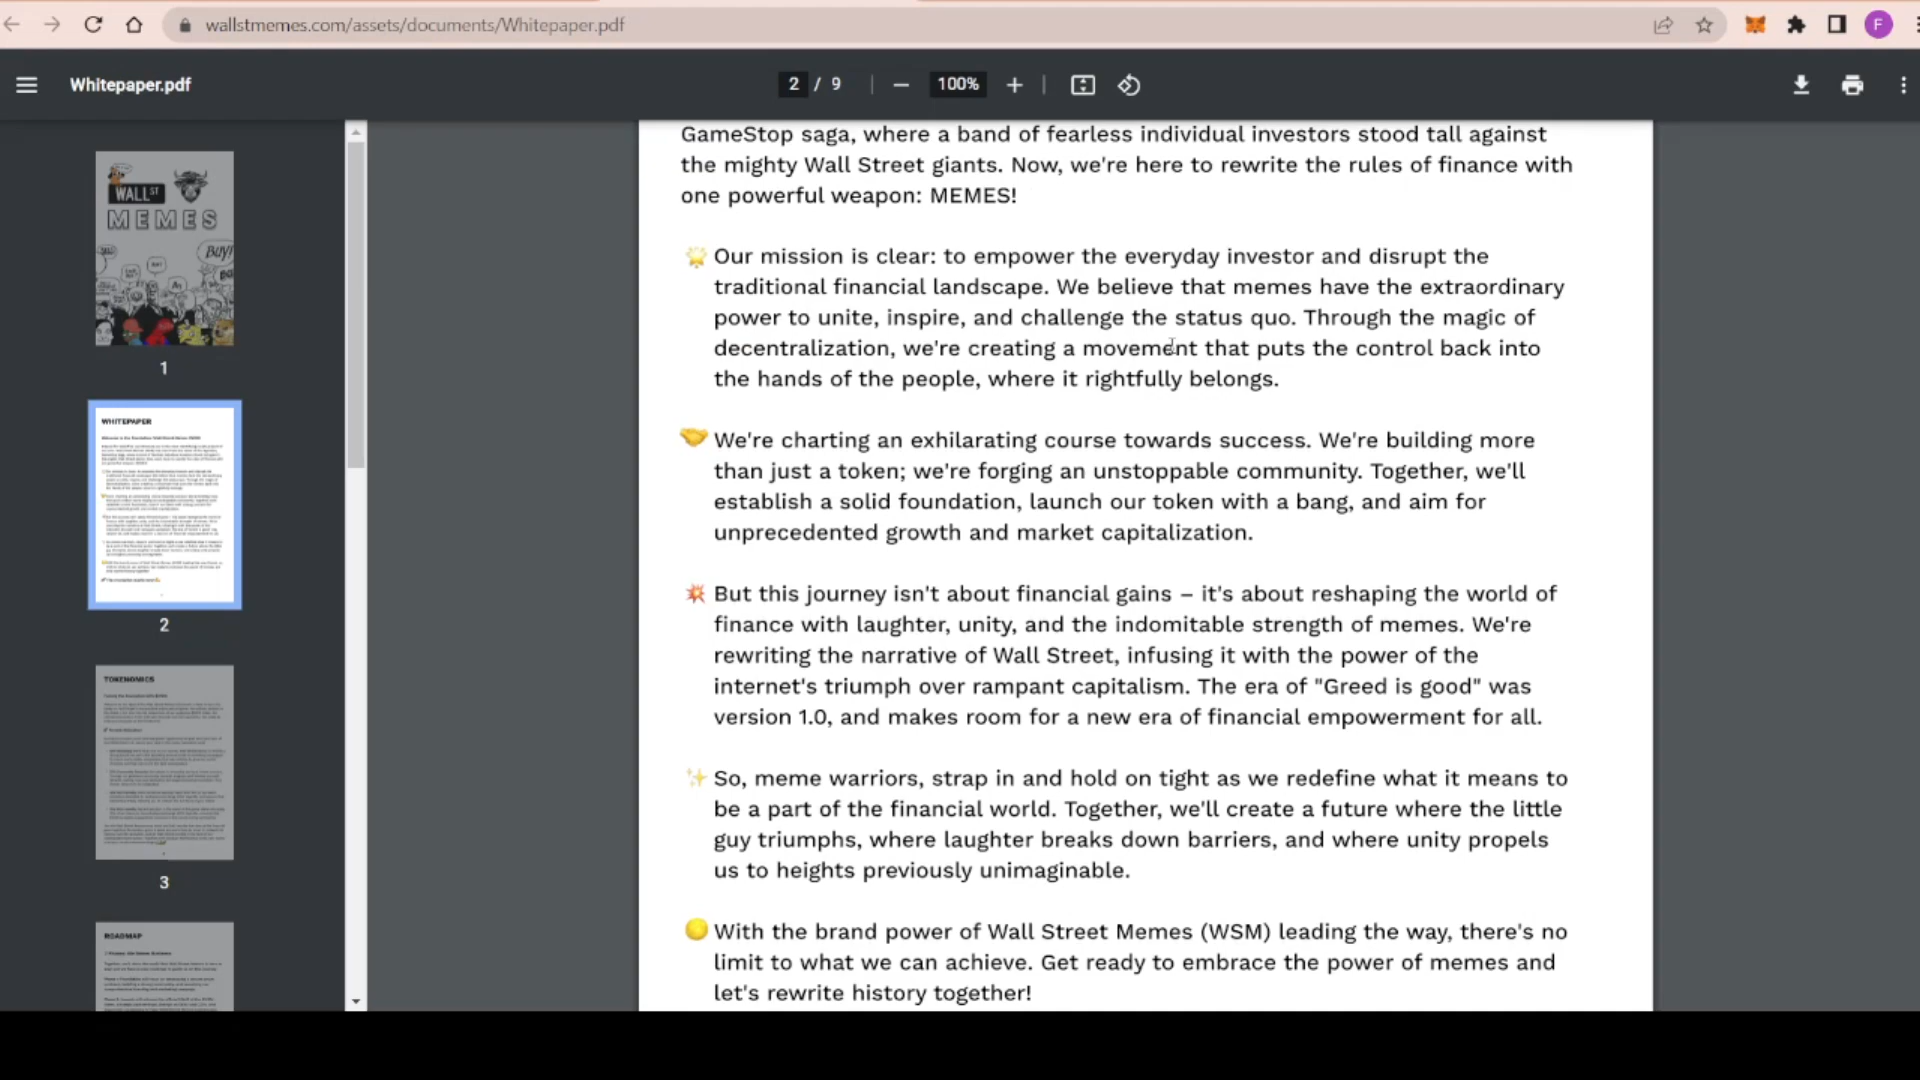 wallstmemes.com/assets/documents/Whitepaper.pdf
F
Whitepaper.pdf
2 / 9
100%
WALL ST
MEMES
BUY!
1
WHITEPAPER
2
TOKENOMICS
3
ROADMAP
GameStop saga, where a band of fearless individual investors stood tall against
the mighty Wall Street giants. Now, we're here to rewrite the rules of finance with
one powerful weapon: MEMES!
🌟 Our mission is clear: to empower the everyday investor and disrupt the
traditional financial landscape. We believe that memes have the extraordinary
power to unite, inspire, and challenge the status quo. Through the magic of
decentralization, we're creating a movement that puts the control back into
the hands of the people, where it rightfully belongs.
🤝 We're charting an exhilarating course towards success. We're building more
than just a token; we're forging an unstoppable community. Together, we'll
establish a solid foundation, launch our token with a bang, and aim for
unprecedented growth and market capitalization.
💥 But this journey isn't about financial gains – it's about reshaping the world of
finance with laughter, unity, and the indomitable strength of memes. We're
rewriting the narrative of Wall Street, infusing it with the power of the
internet's triumph over rampant capitalism. The era of "Greed is good" was
version 1.0, and makes room for a new era of financial empowerment for all.
✨ So, meme warriors, strap in and hold on tight as we redefine what it means to
be a part of the financial world. Together, we'll create a future where the little
guy triumphs, where laughter breaks down barriers, and where unity propels
us to heights previously unimaginable.
🟡 With the brand power of Wall Street Memes (WSM) leading the way, there's no
limit to what we can achieve. Get ready to embrace the power of memes and
let's rewrite history together!